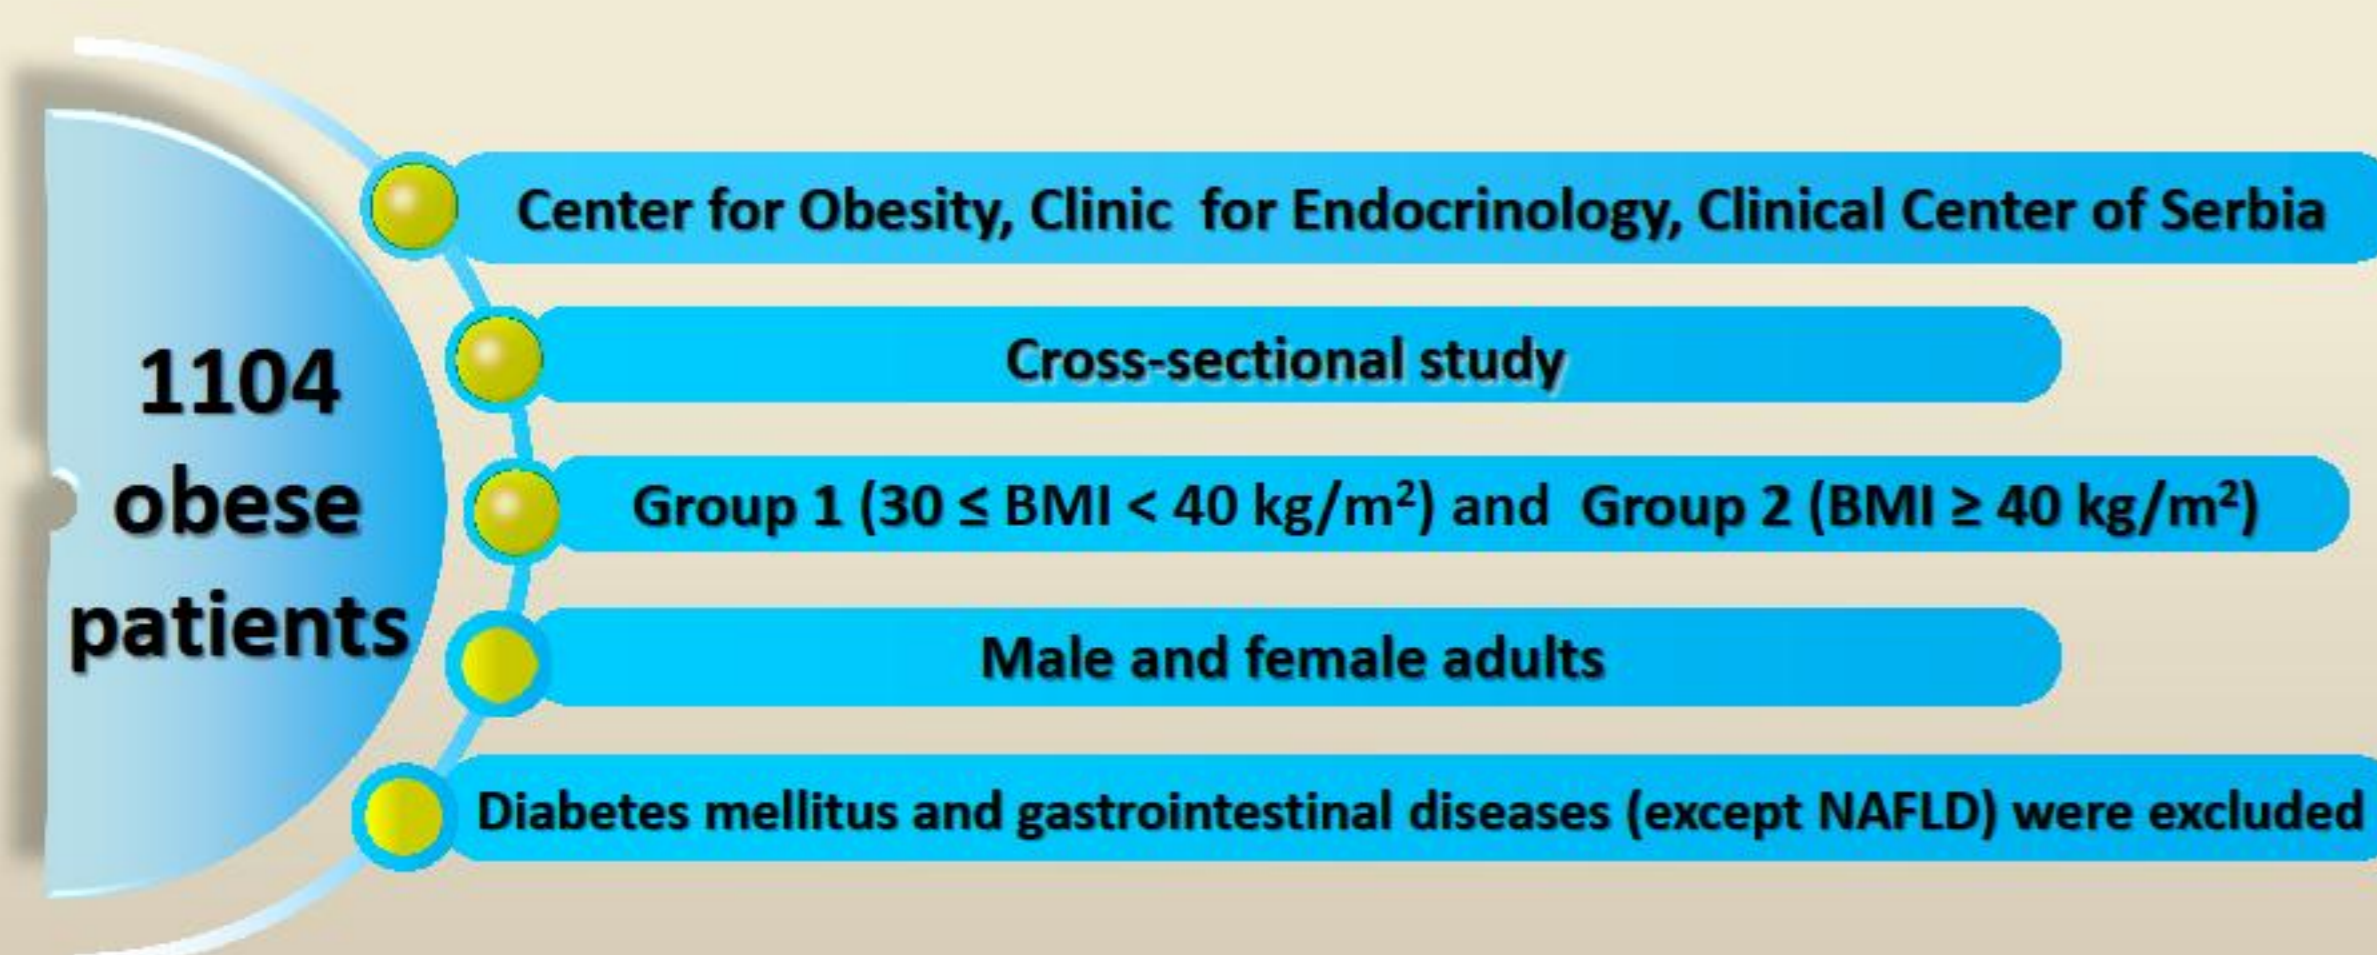 1104
obese
patients
Center for Obesity, Clinic for Endocrinology, Clinical Center of Serbia
Cross-sectional study
Group 1 (30 ≤ BMI < 40 kg/m²) and Group 2 (BMI ≥ 40 kg/m²)
Male and female adults
Diabetes mellitus and gastrointestinal diseases (except NAFLD) were excluded